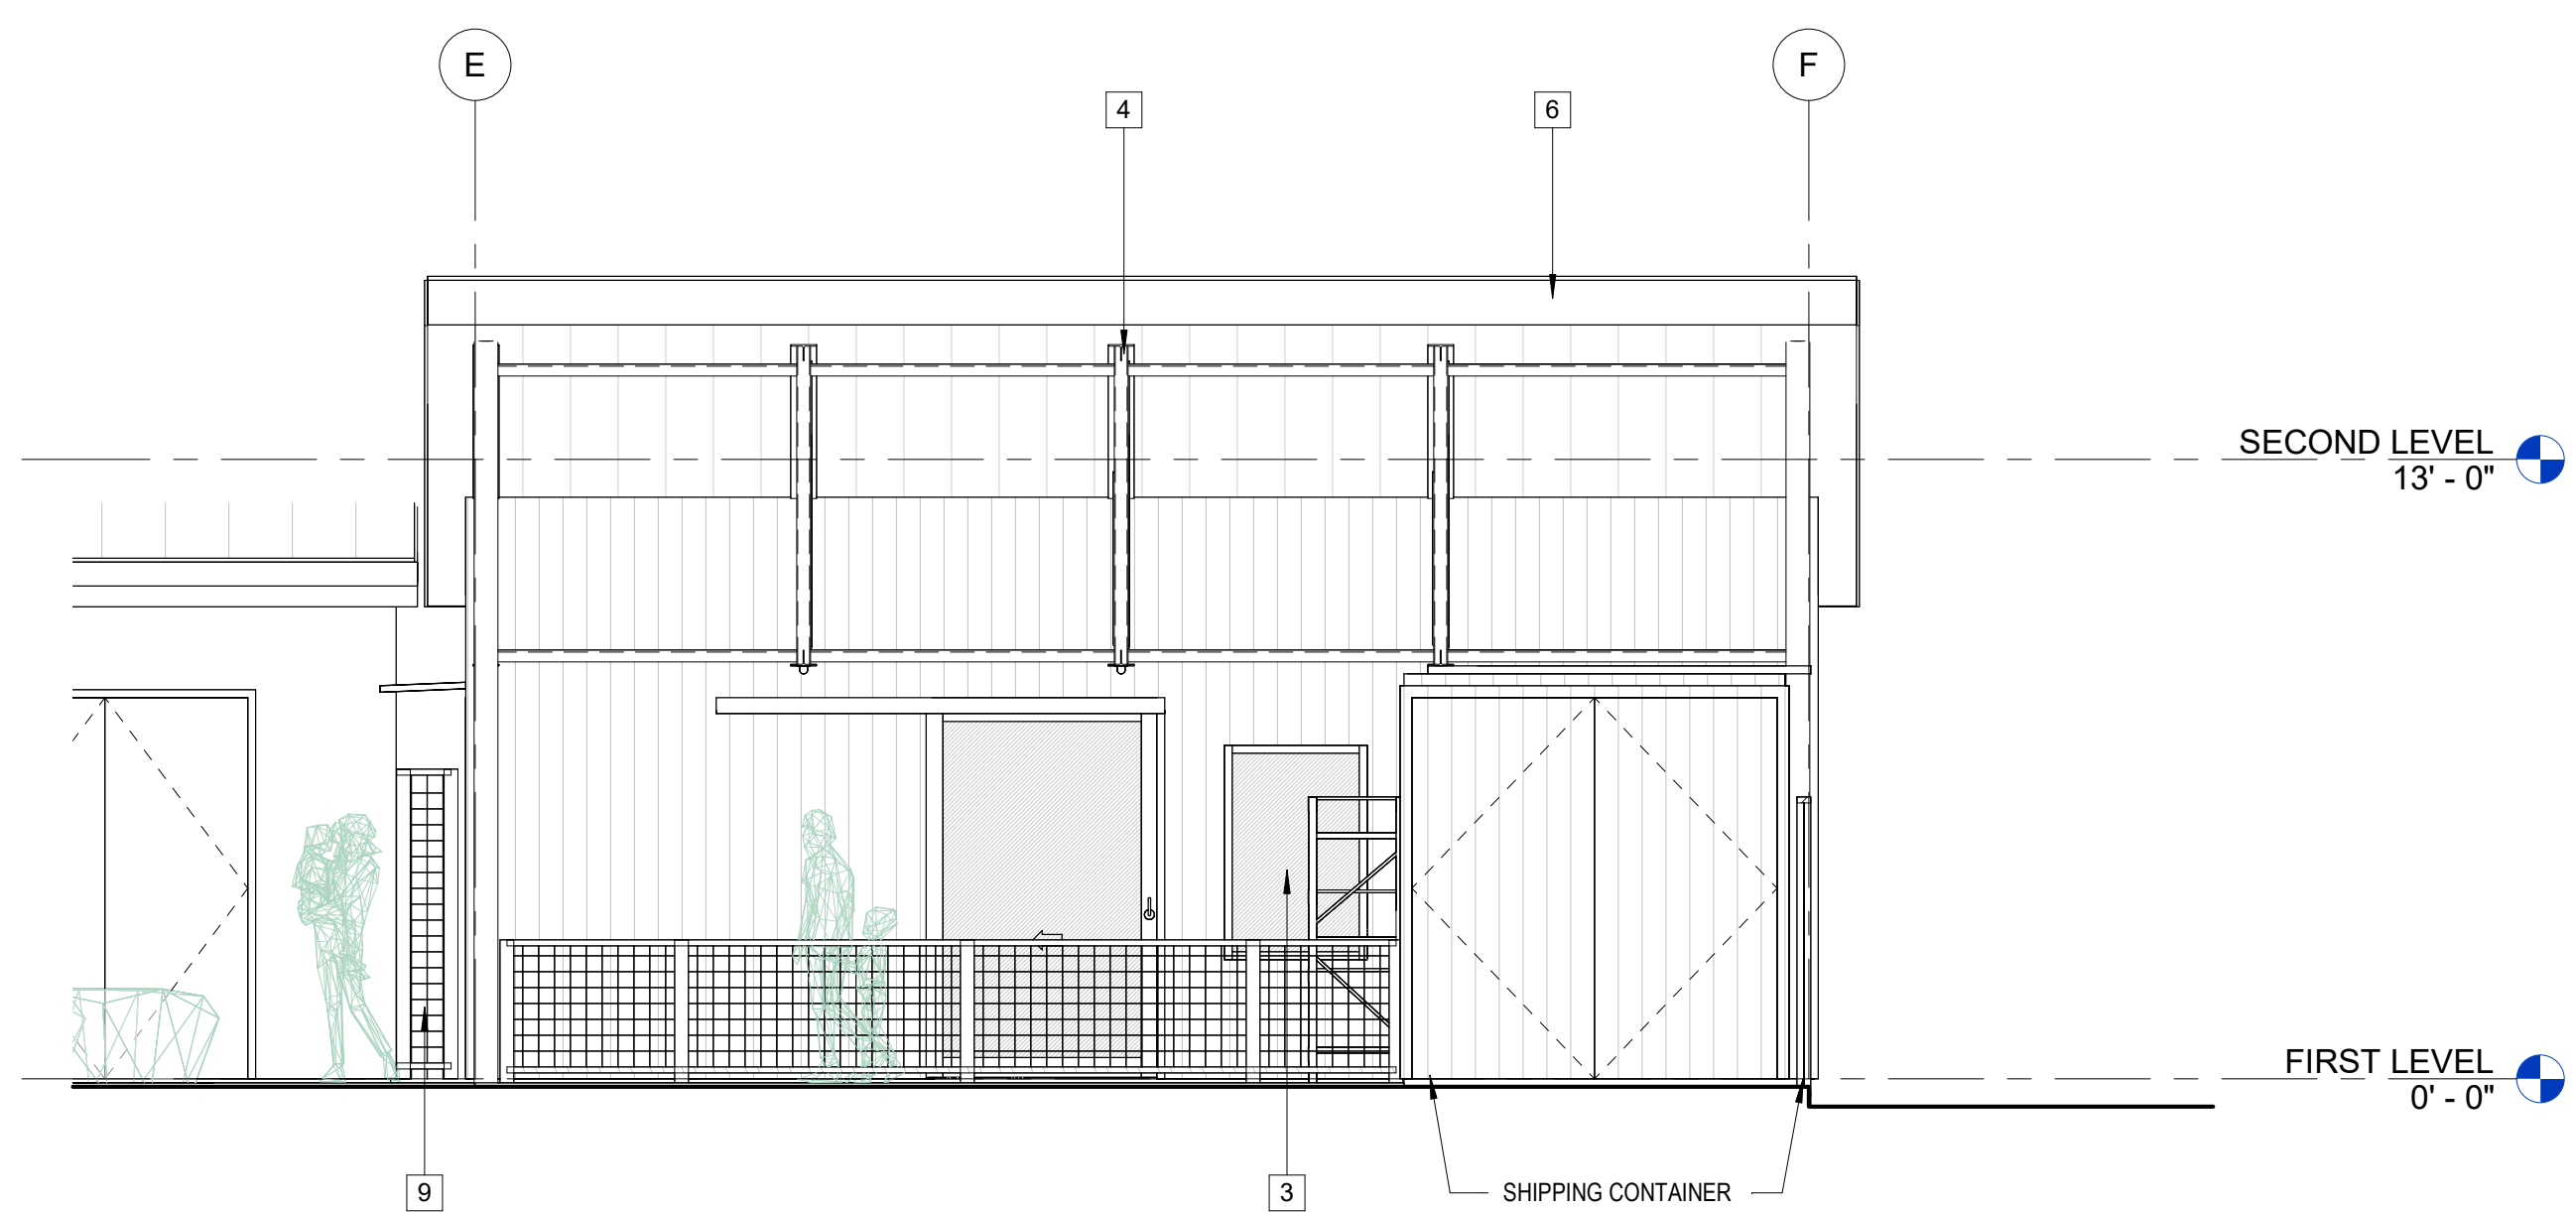 E
F
4
6
SECOND LEVEL
13' - 0"
FIRST LEVEL
0' - 0"
9
3
SHIPPING CONTAINER